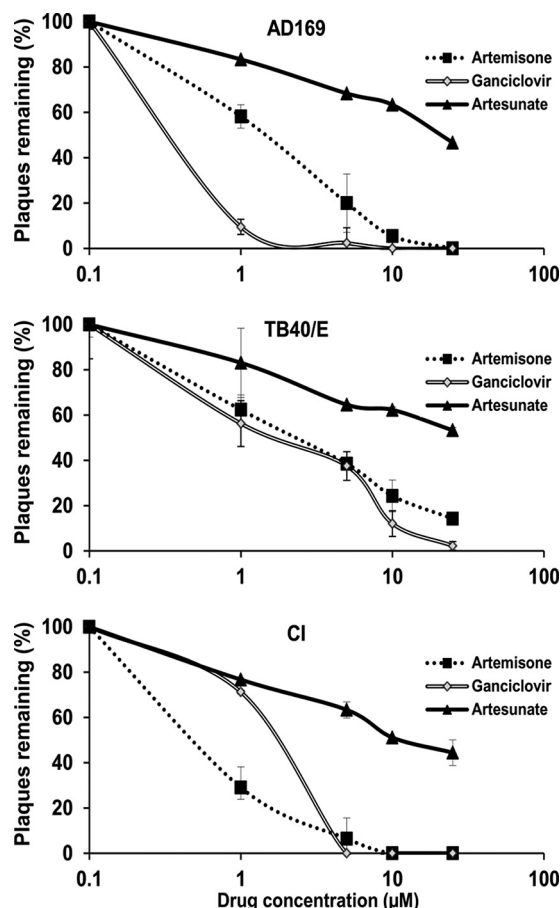 AD169
Plaques remaining (%)
100
80
60
40
20
0
0.1 1 10 100
Artemisone
Ganciclovir
Artesunate
TB40/E
Plaques remaining (%)
100
80
60
40
20
0
0.1 1 10 100
Artemisone
Ganciclovir
Artesunate
CI
Plaques remaining (%)
100
80
60
40
20
0
0.1 1 10 100
Artemisone
Ganciclovir
Artesunate
Drug concentration (μM)